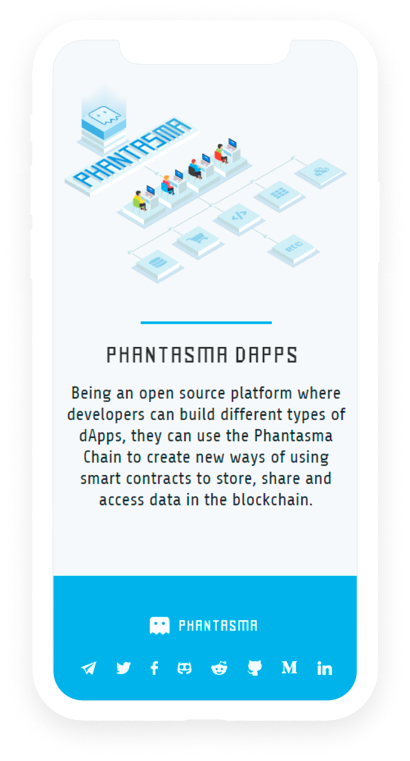 PHANTASMA
</>
ETC
PHANTASMA DAPPS
Being an open source platform where
developers can build different types of
dApps, they can use the Phantasma
Chain to create new ways of using
smart contracts to store, share and
access data in the blockchain.
PHANTASMA